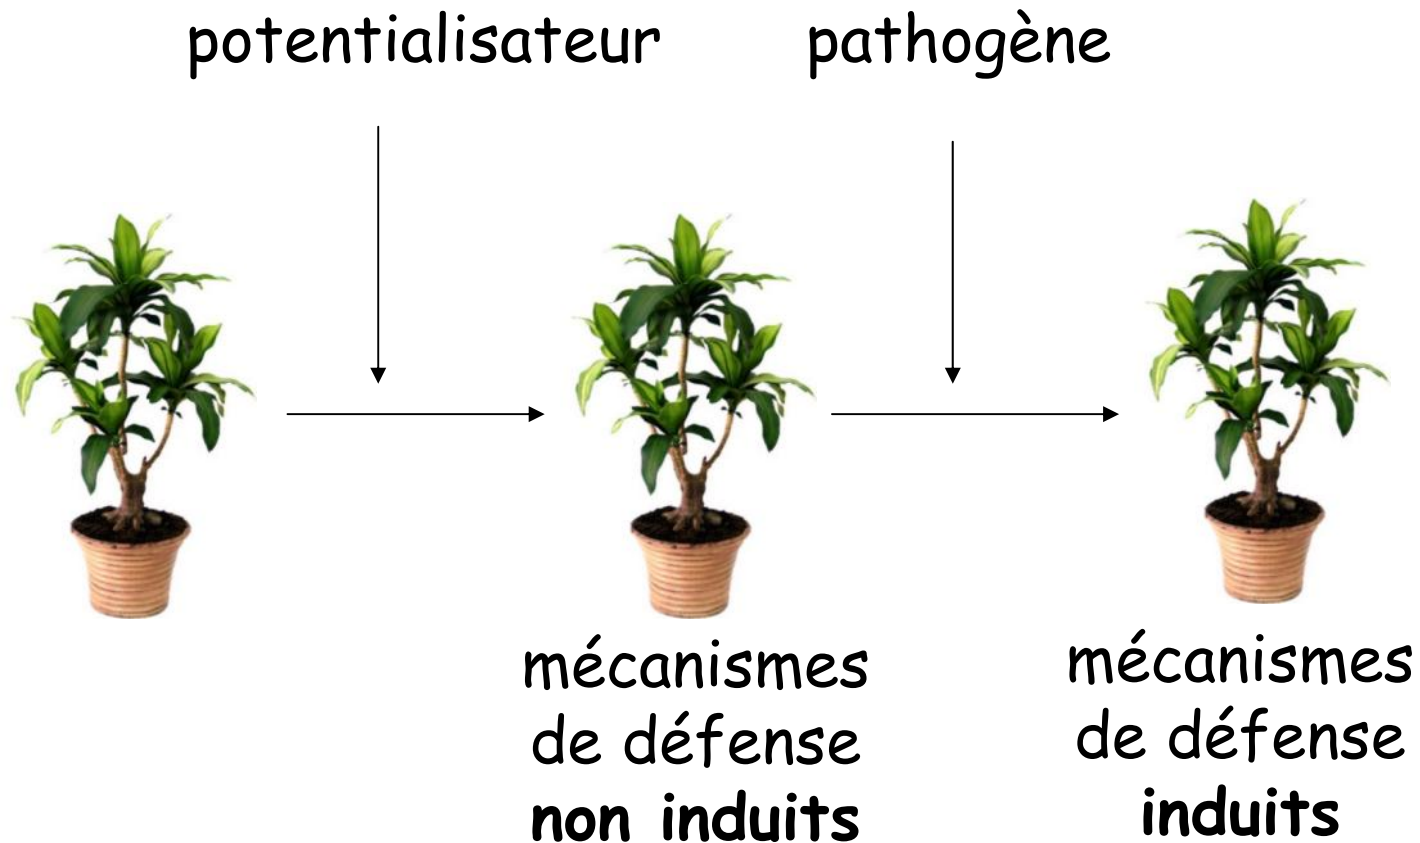 potentialisateur
pathogène
mécanismes
de défense
non induits
mécanismes
de défense
induits